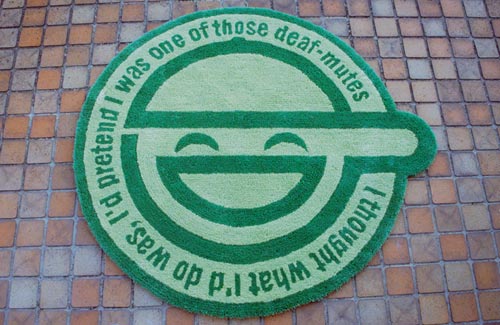 I thought what I'd do was, I'd pretend I was one of those deaf-mutes